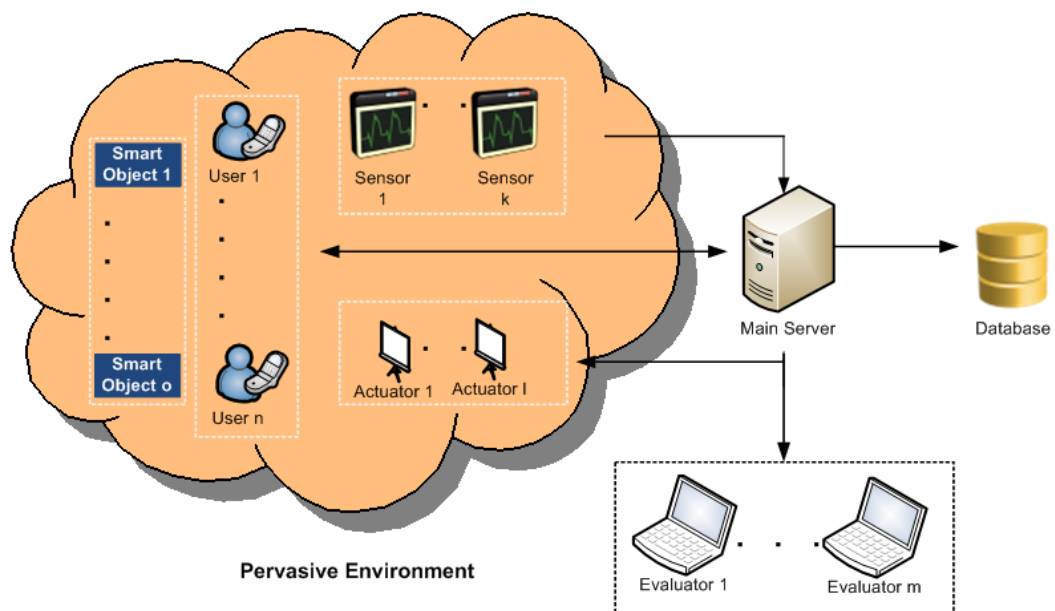 Smart
Object 1
User 1
Sensor
1
Sensor
k
Smart
Object o
User n
Actuator 1
Actuator l
Main Server
Database
Evaluator 1
Evaluator m
Pervasive Environment